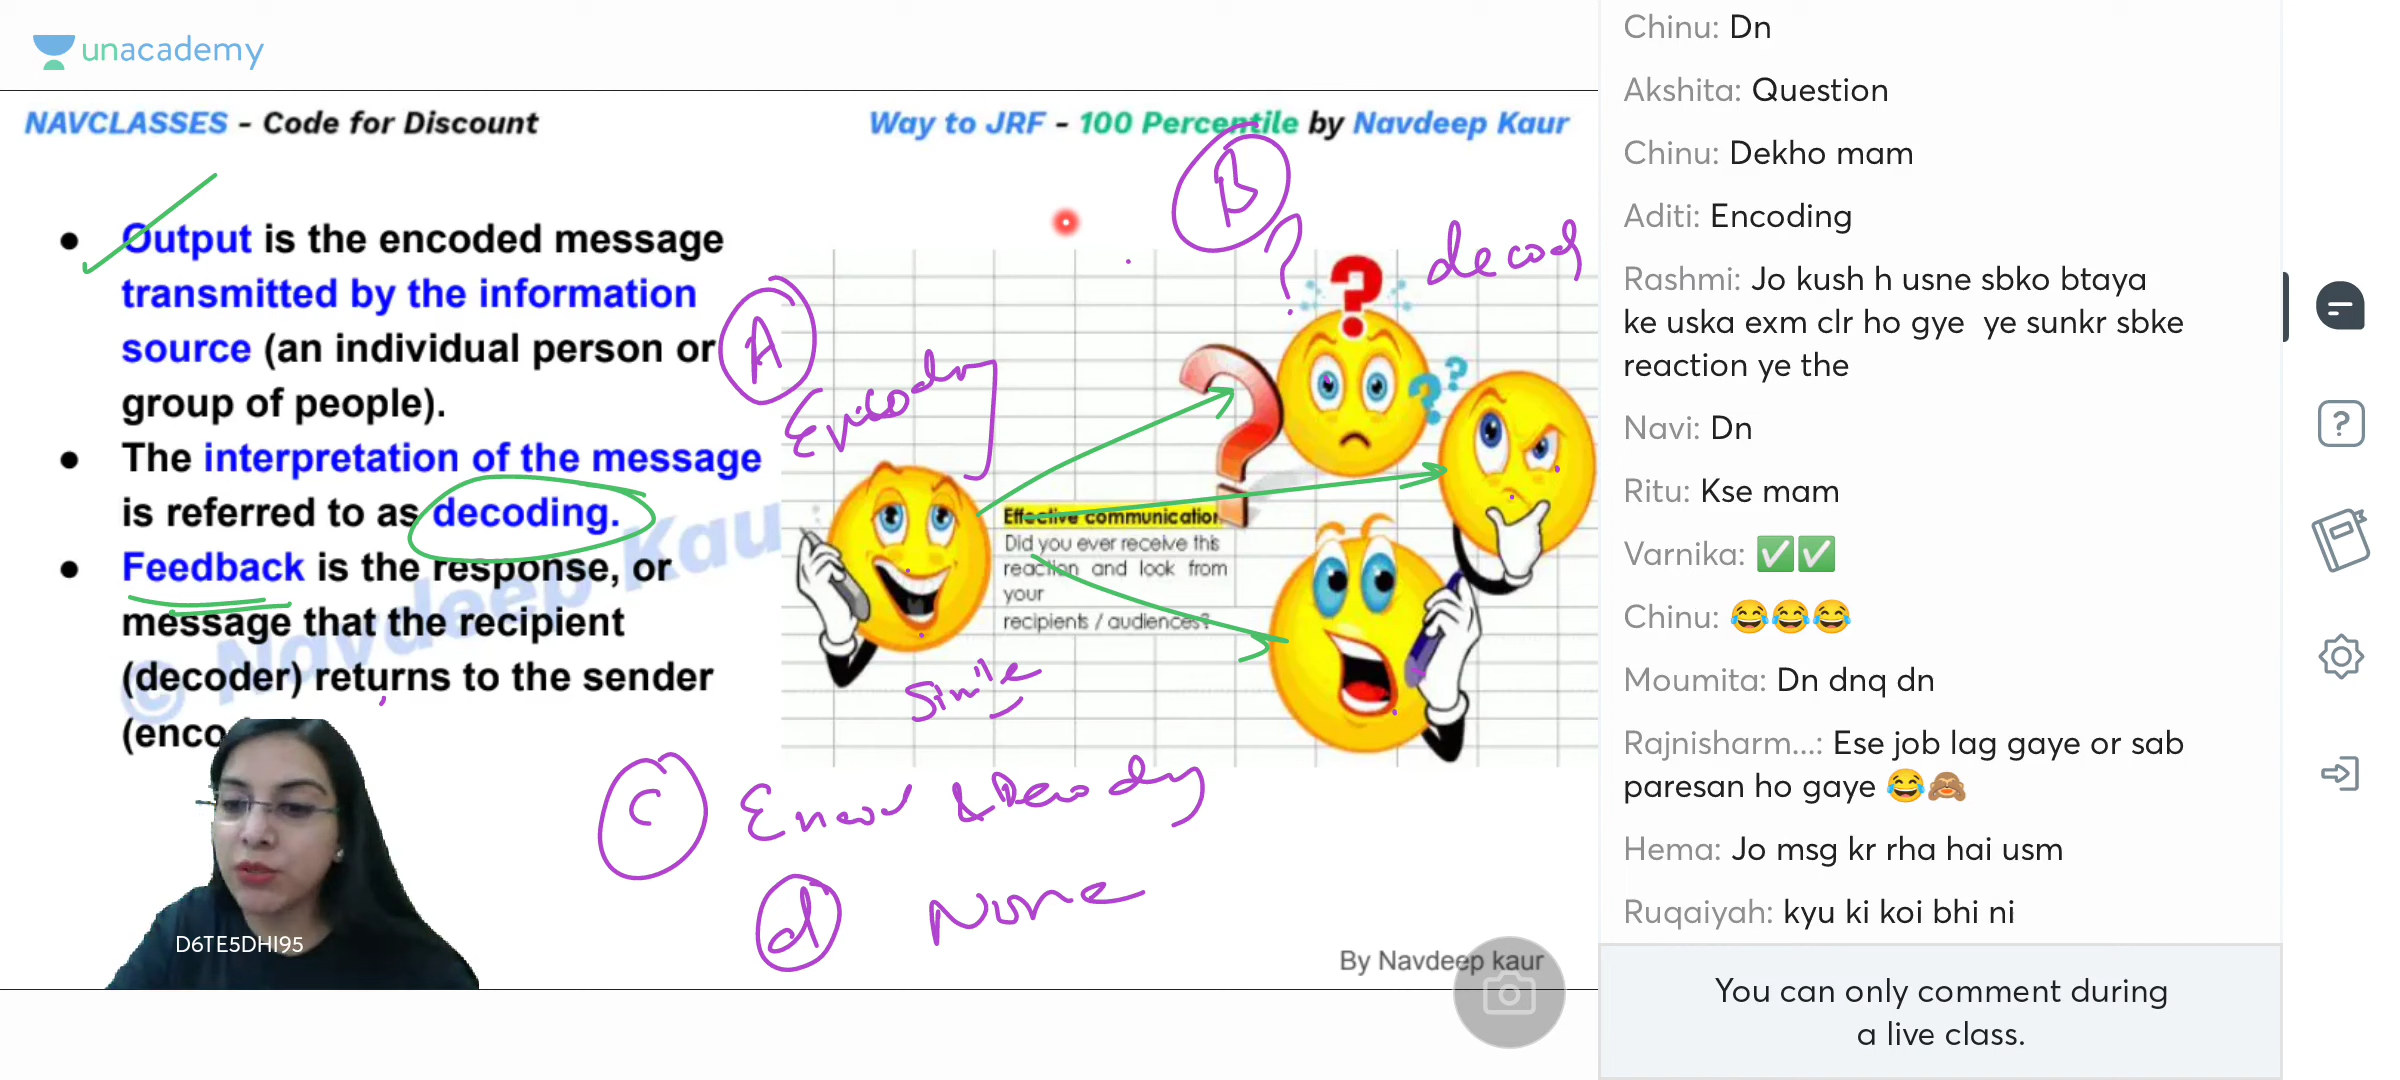 unacademy
NAVCLASSES - Code for Discount
Way to JRF - 100 Percentile by Navdeep Kaur
● Output is the encoded message
transmitted by the information
source (an individual person or
group of people).
● The interpretation of the message
is referred to as decoding.
● Feedback is the response, or
message that the recipient
(decoder) returns to the sender
(enco
© Navdeep Kau
A
B
?
decod
Effective communication
Did you ever receive this
reaction and look from
your
recipients / audiences?
Smile
C
d
None
D6TE5DHI95
By Navdeep kaur
Chinu: Dn
Akshita: Question
Chinu: Dekho mam
Aditi: Encoding
Rashmi: Jo kush h usne sbko btaya
ke uska exm clr ho gye ye sunkr sbke
reaction ye the
Navi: Dn
Ritu: Kse mam
Varnika: ✅✅
Chinu: 😂😂😂
Moumita: Dn dnq dn
Rajnisharm...: Ese job lag gaye or sab
paresan ho gaye 😂🙈
Hema: Jo msg kr rha hai usm
Ruqaiyah: kyu ki koi bhi ni
You can only comment during
a live class.